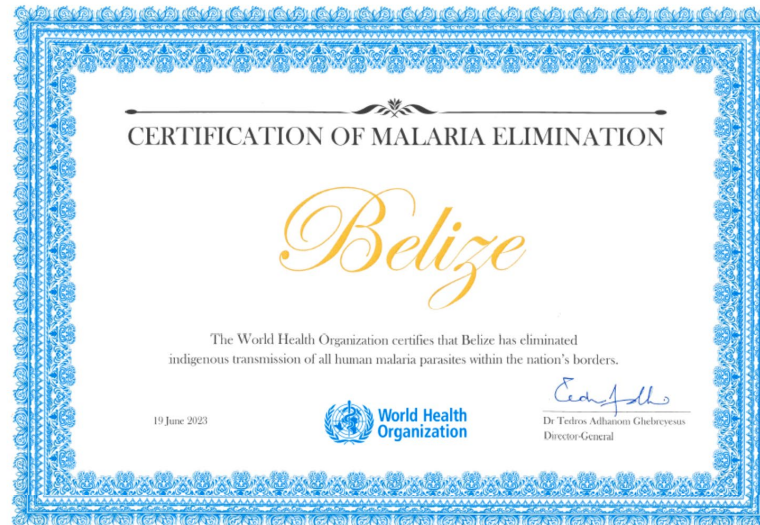 CERTIFICATION OF MALARIA ELIMINATION
Belize
The World Health Organization certifies that Belize has eliminated
indigenous transmission of all human malaria parasites within the nation's borders.
19 June 2023
World Health
Organization
Dr Tedros Adhanom Ghebreyesus
Director-General